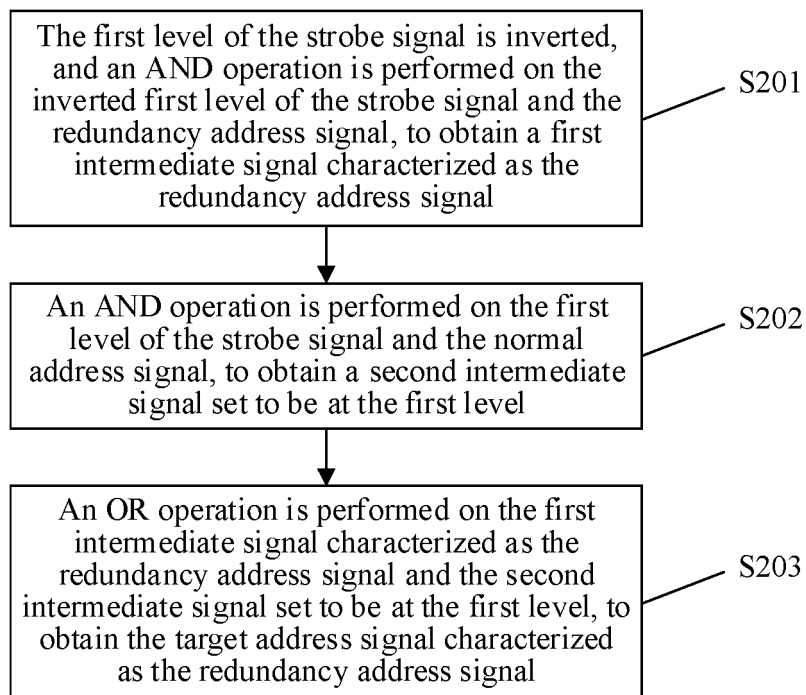 The first level of the strobe signal is inverted,
and an AND operation is performed on the
inverted first level of the strobe signal and the
redundancy address signal, to obtain a first
intermediate signal characterized as the
redundancy address signal
S201
An AND operation is performed on the first
level of the strobe signal and the normal
address signal, to obtain a second intermediate
signal set to be at the first level
S202
An OR operation is performed on the first
intermediate signal characterized as the
redundancy address signal and the second
intermediate signal set to be at the first level, to
obtain the target address signal characterized
as the redundancy address signal
S203